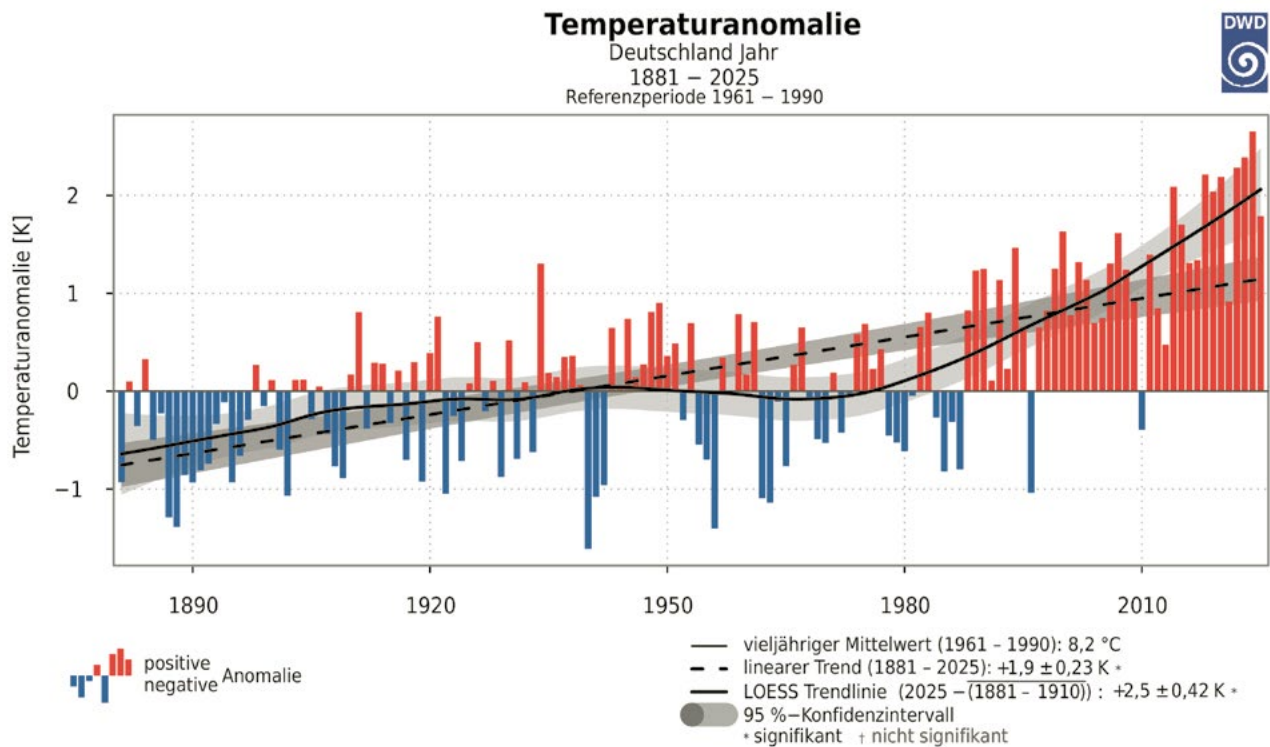 Temperaturanomalie
Deutschland Jahr
1881 – 2025
Referenzperiode 1961 – 1990
DWD
Temperaturanomalie [K]
2
1
0
−1
1890 1920 1950 1980 2010
positive
negative Anomalie
vieljähriger Mittelwert (1961 – 1990): 8,2 °C
linearer Trend (1881 – 2025): +1,9 ± 0,23 K *
LOESS Trendlinie (2025 − (1881 – 1910)) : +2,5 ± 0,42 K *
95 %−Konfidenzintervall
* signifikant † nicht signifikant